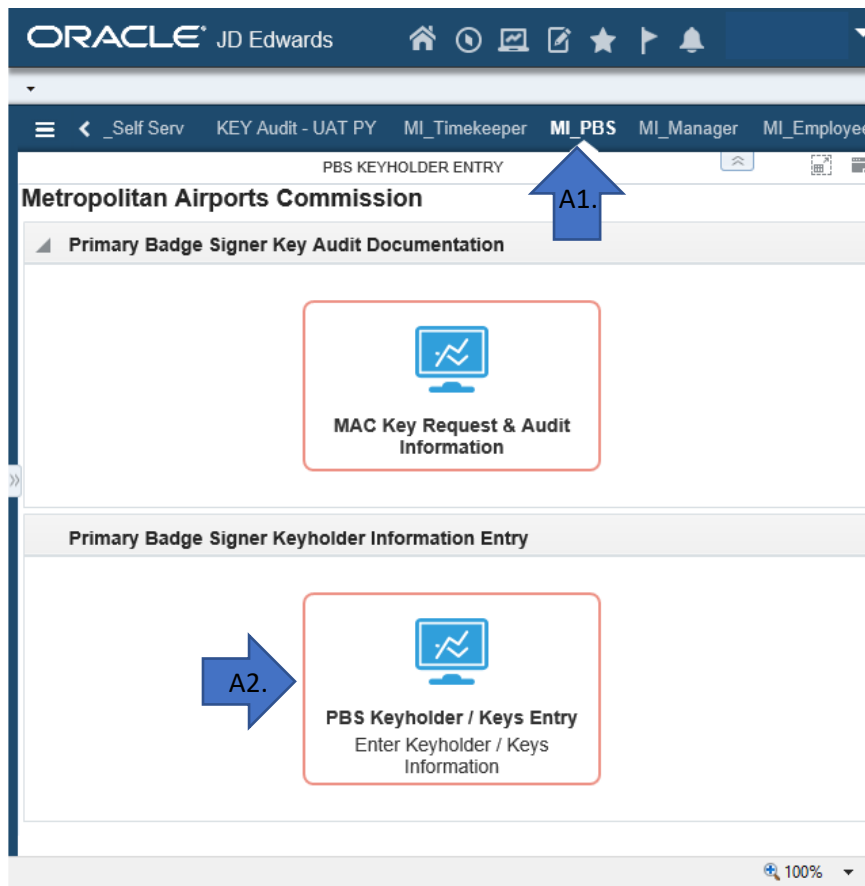 ORACLE® JD Edwards
_Self Serv KEY Audit - UAT PY MI_Timekeeper MI_PBS MI_Manager MI_Employee
PBS KEYHOLDER ENTRY
A1.
Metropolitan Airports Commission
Primary Badge Signer Key Audit Documentation
MAC Key Request & Audit
Information
Primary Badge Signer Keyholder Information Entry
A2.
PBS Keyholder / Keys Entry
Enter Keyholder / Keys
Information
100%